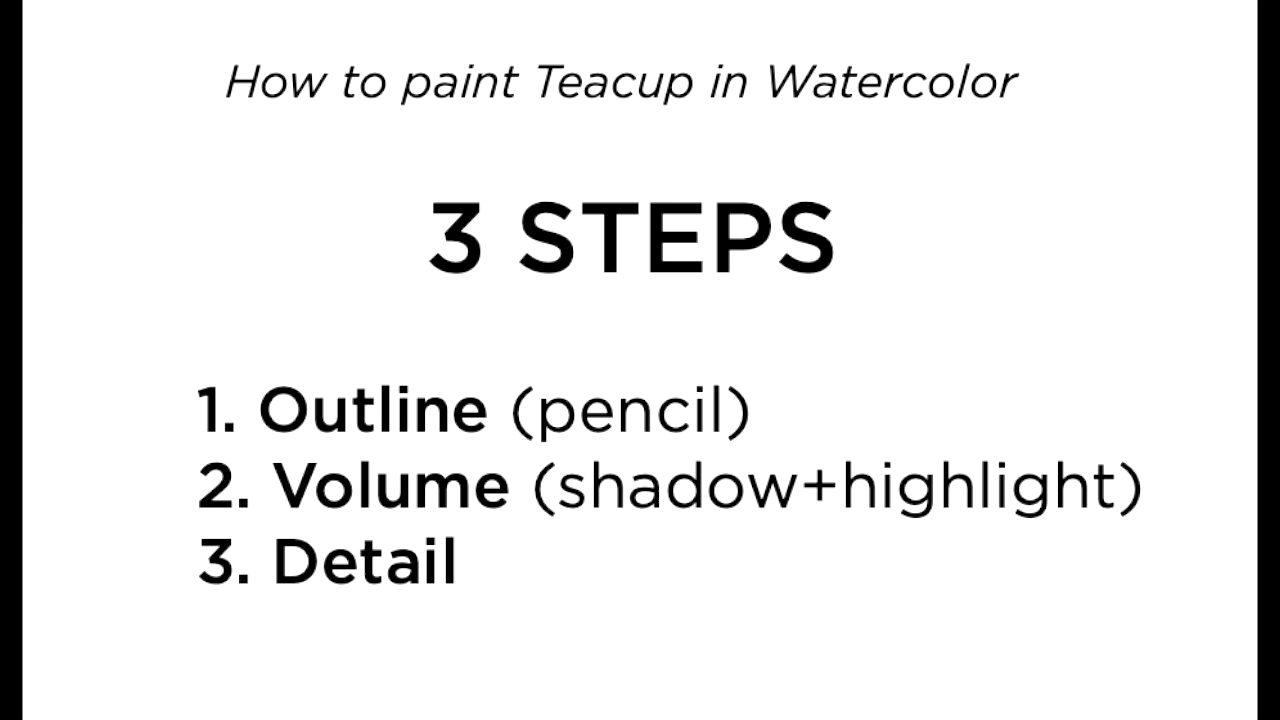 How to paint Teacup in Watercolor
3 STEPS
1. Outline (pencil)
2. Volume (shadow+highlight)
3. Detail